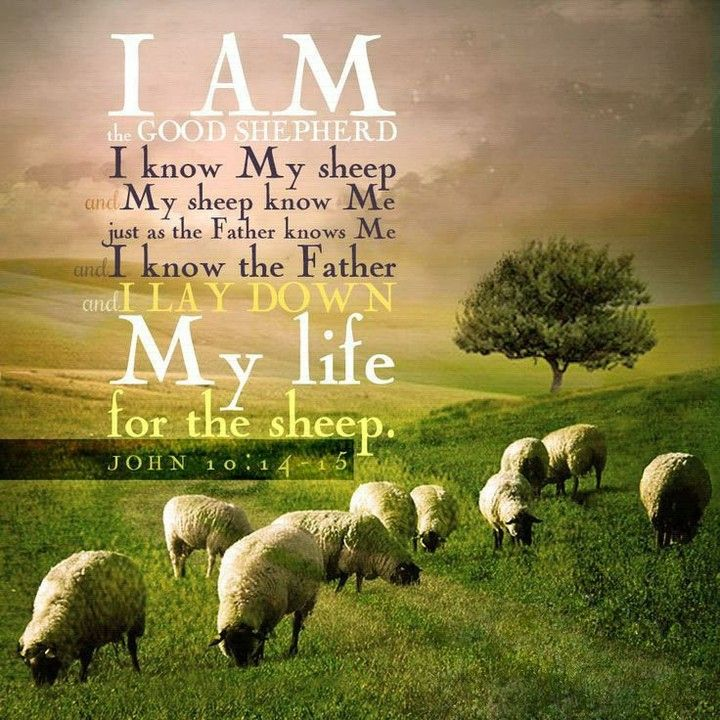 I AM
the GOOD SHEPHERD
I know My sheep
and My sheep know Me
just as the Father knows Me
and I know the Father
and I LAY DOWN
My life
for the sheep.
JOHN 10:14-15